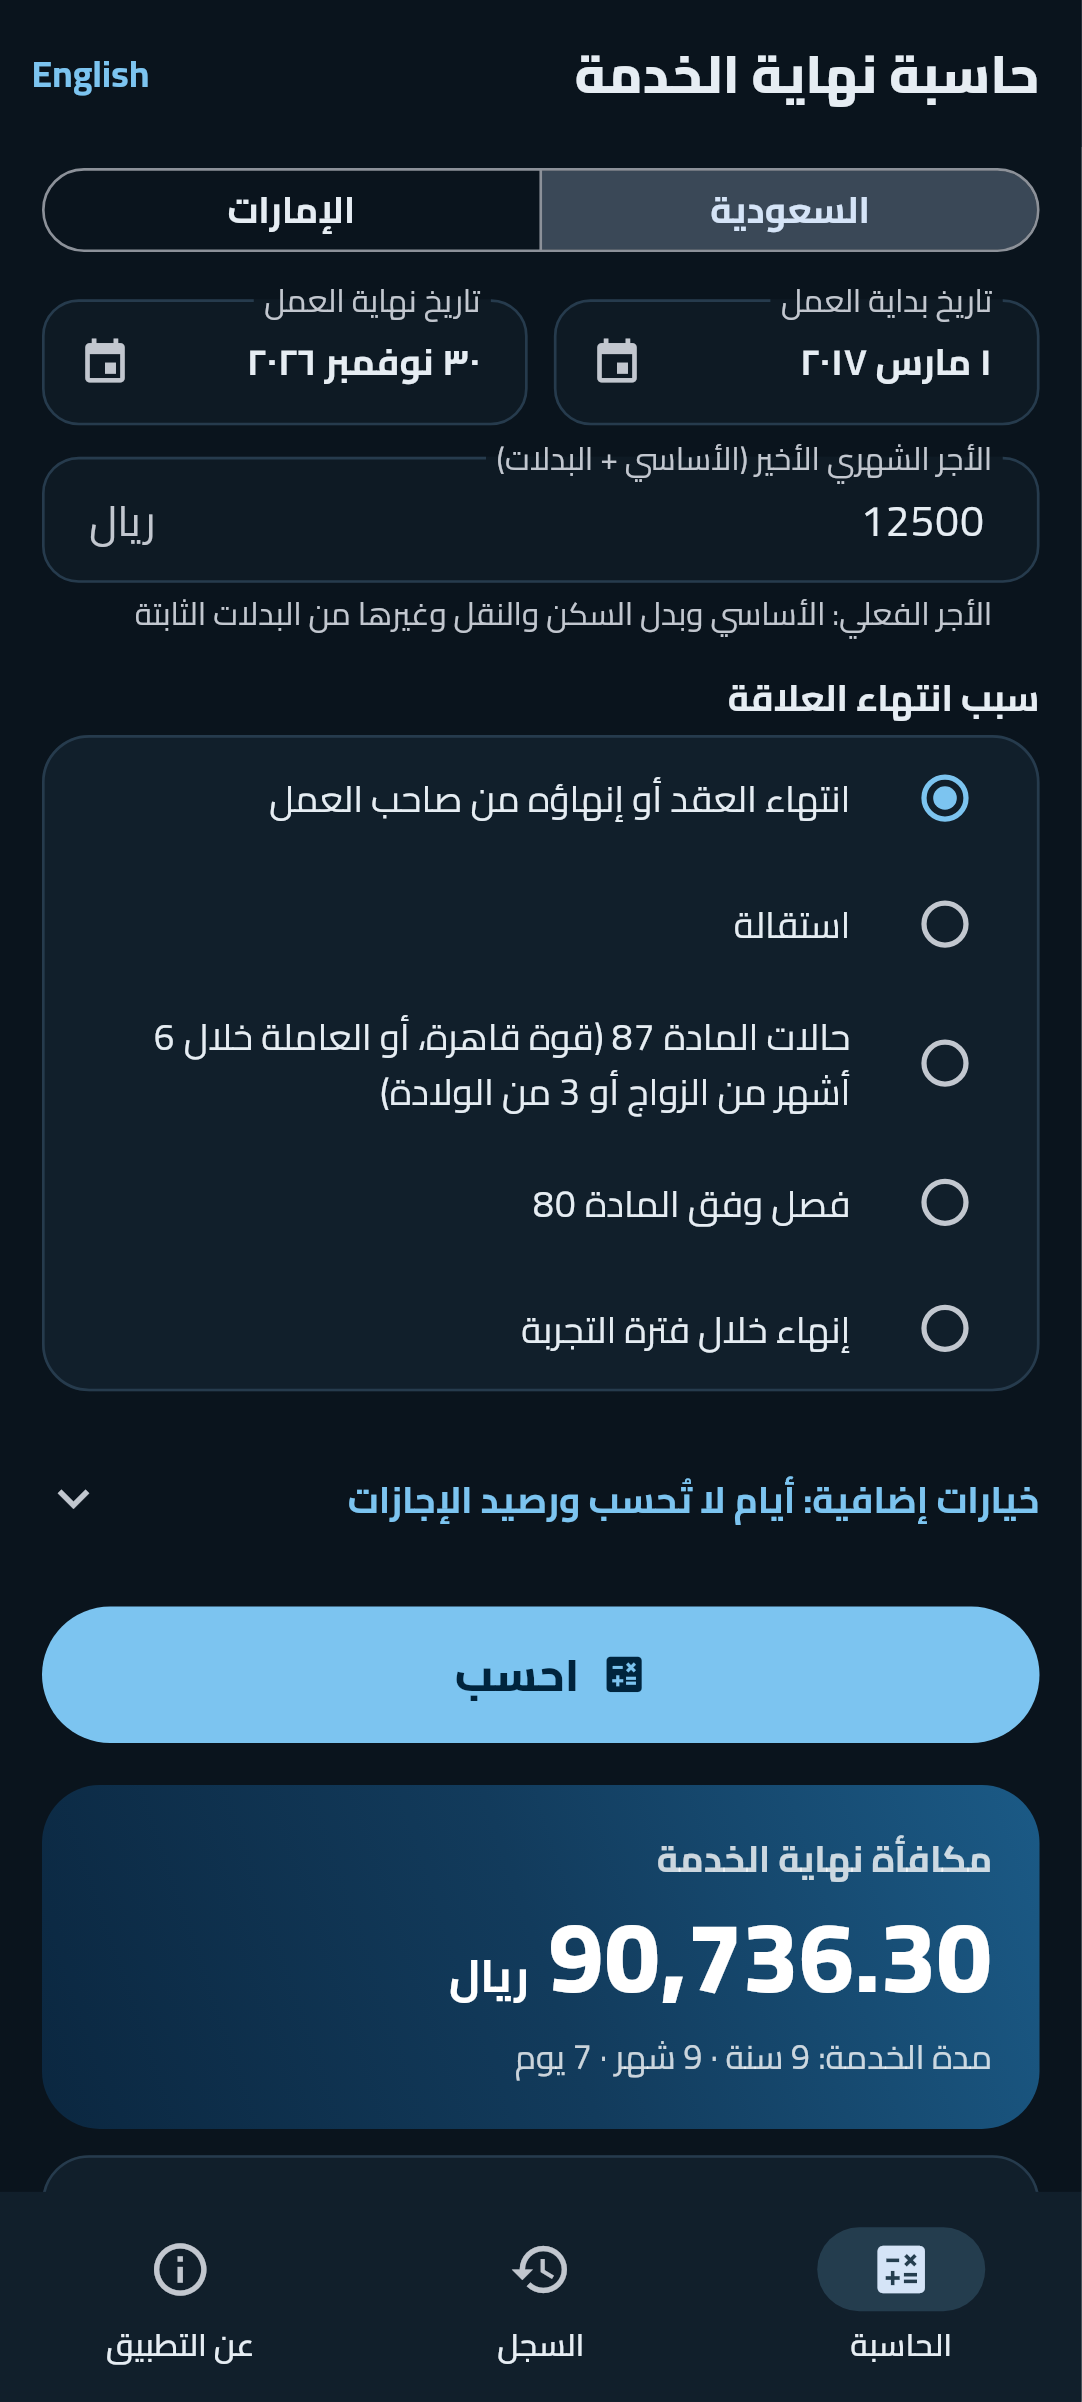 حاسبة نهاية الخدمة
English
السعودية
الإمارات
تاريخ بداية العمل
١ مارس ٢٠١٧
تاريخ نهاية العمل
٣٠ نوفمبر ٢٠٢٦
الأجر الشهري الأخير (الأساسي + البدلات)
12500
ريال
الأجر الفعلي: الأساسي وبدل السكن والنقل وغيرها من البدلات الثابتة
سبب انتهاء العلاقة
انتهاء العقد أو إنهاؤه من صاحب العمل
استقالة
حالات المادة 87 (قوة قاهرة، أو العاملة خلال 6
أشهر من الزواج أو 3 من الولادة)
فصل وفق المادة 80
إنهاء خلال فترة التجربة
خيارات إضافية: أيام لا تُحسب ورصيد الإجازات
احسب
مكافأة نهاية الخدمة
90,736.30 ريال
مدة الخدمة: 9 سنة · 9 شهر · 7 يوم
الحاسبة
السجل
عن التطبيق